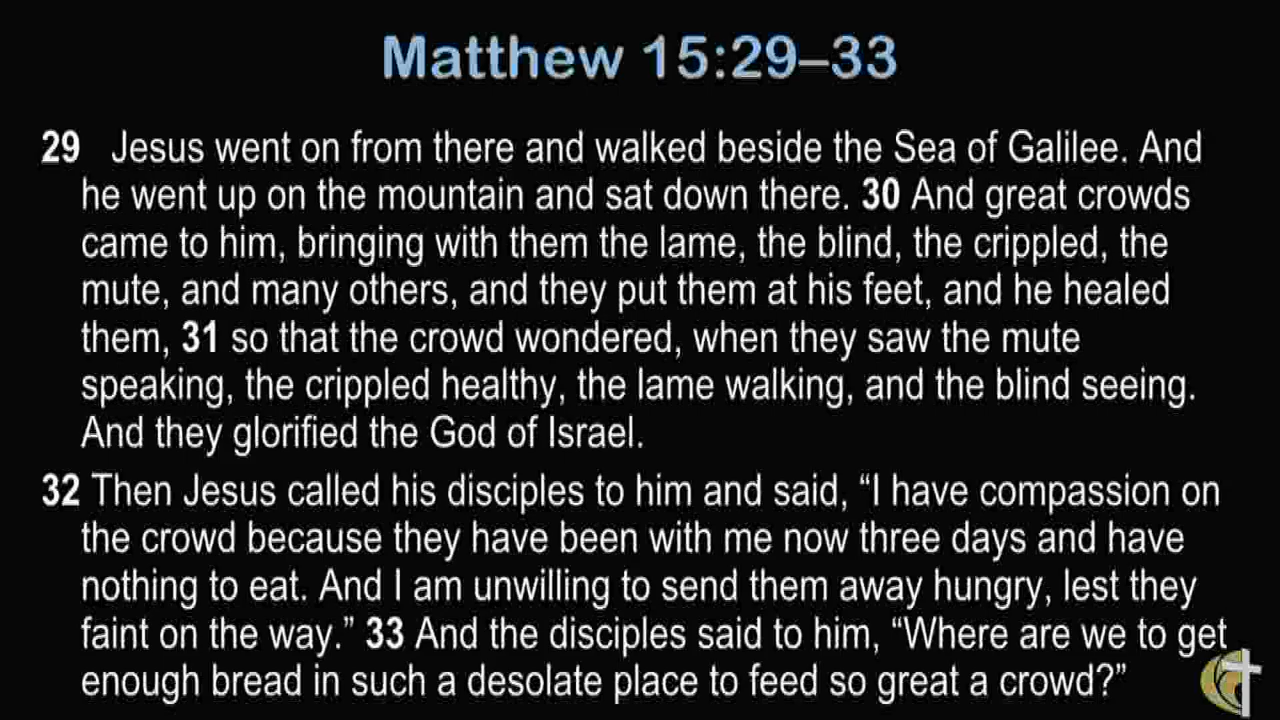 Matthew 15:29–33
29 Jesus went on from there and walked beside the Sea of Galilee. And
he went up on the mountain and sat down there. 30 And great crowds
came to him, bringing with them the lame, the blind, the crippled, the
mute, and many others, and they put them at his feet, and he healed
them, 31 so that the crowd wondered, when they saw the mute
speaking, the crippled healthy, the lame walking, and the blind seeing.
And they glorified the God of Israel.
32 Then Jesus called his disciples to him and said, “I have compassion on
the crowd because they have been with me now three days and have
nothing to eat. And I am unwilling to send them away hungry, lest they
faint on the way.” 33 And the disciples said to him, “Where are we to get
enough bread in such a desolate place to feed so great a crowd?”